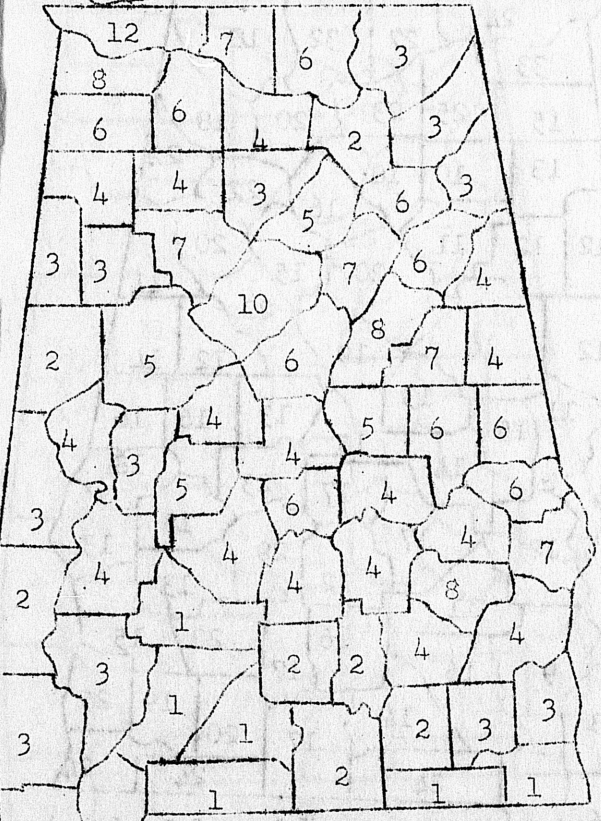 12 7 6 3
8 6 3
6 4 2
4 4 3 6 3
5
3 3 7 7 6 4
10 8
2 5 6 7 4
4 5 6 6
4 3 4
5 6 4 6
3 4 4 7
4 4 4 8
2 1 4
3 2 2 4
1 1 2 3 3
3 2
1 1 1